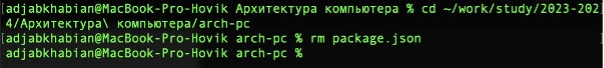 [adjabkhabian@MacBook-Pro-Hovik Архитектура компьютера % cd ~/work/study/2023-202]
4/Архитектура\ компьютера/arch-pc
[adjabkhabian@MacBook-Pro-Hovik arch-pc % rm package.json
adjabkhabian@MacBook-Pro-Hovik arch-pc %